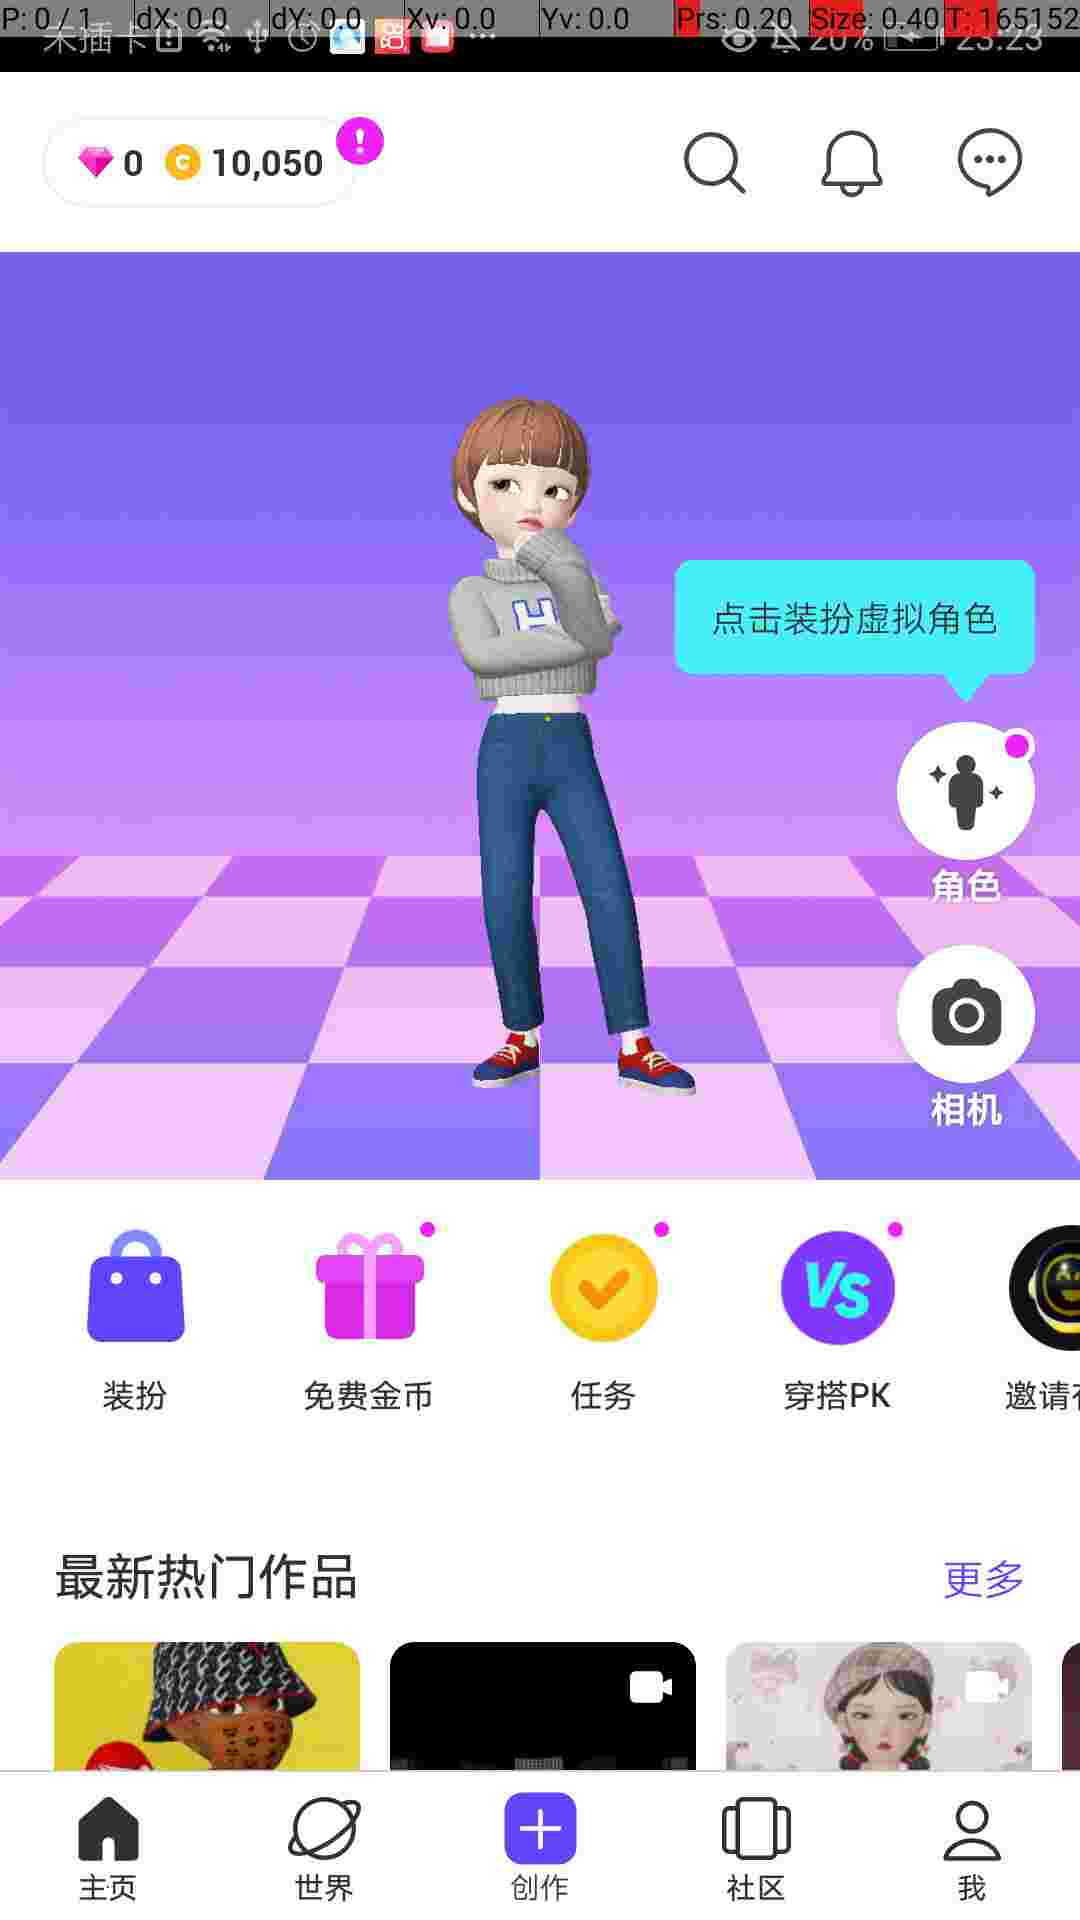 P: 0 / 1 dX: 0.0 dY: 0.0 Xv: 0.0 Yv: 0.0 Prs: 0.20 Size: 0.40 T: 165152
未插卡 20% 23:23
0 C 10,050 !
H
点击装扮虚拟角色
角色
相机
VS
装扮 免费金币 任务 穿搭PK 邀请
最新热门作品 更多
主页 世界 创作 社区 我